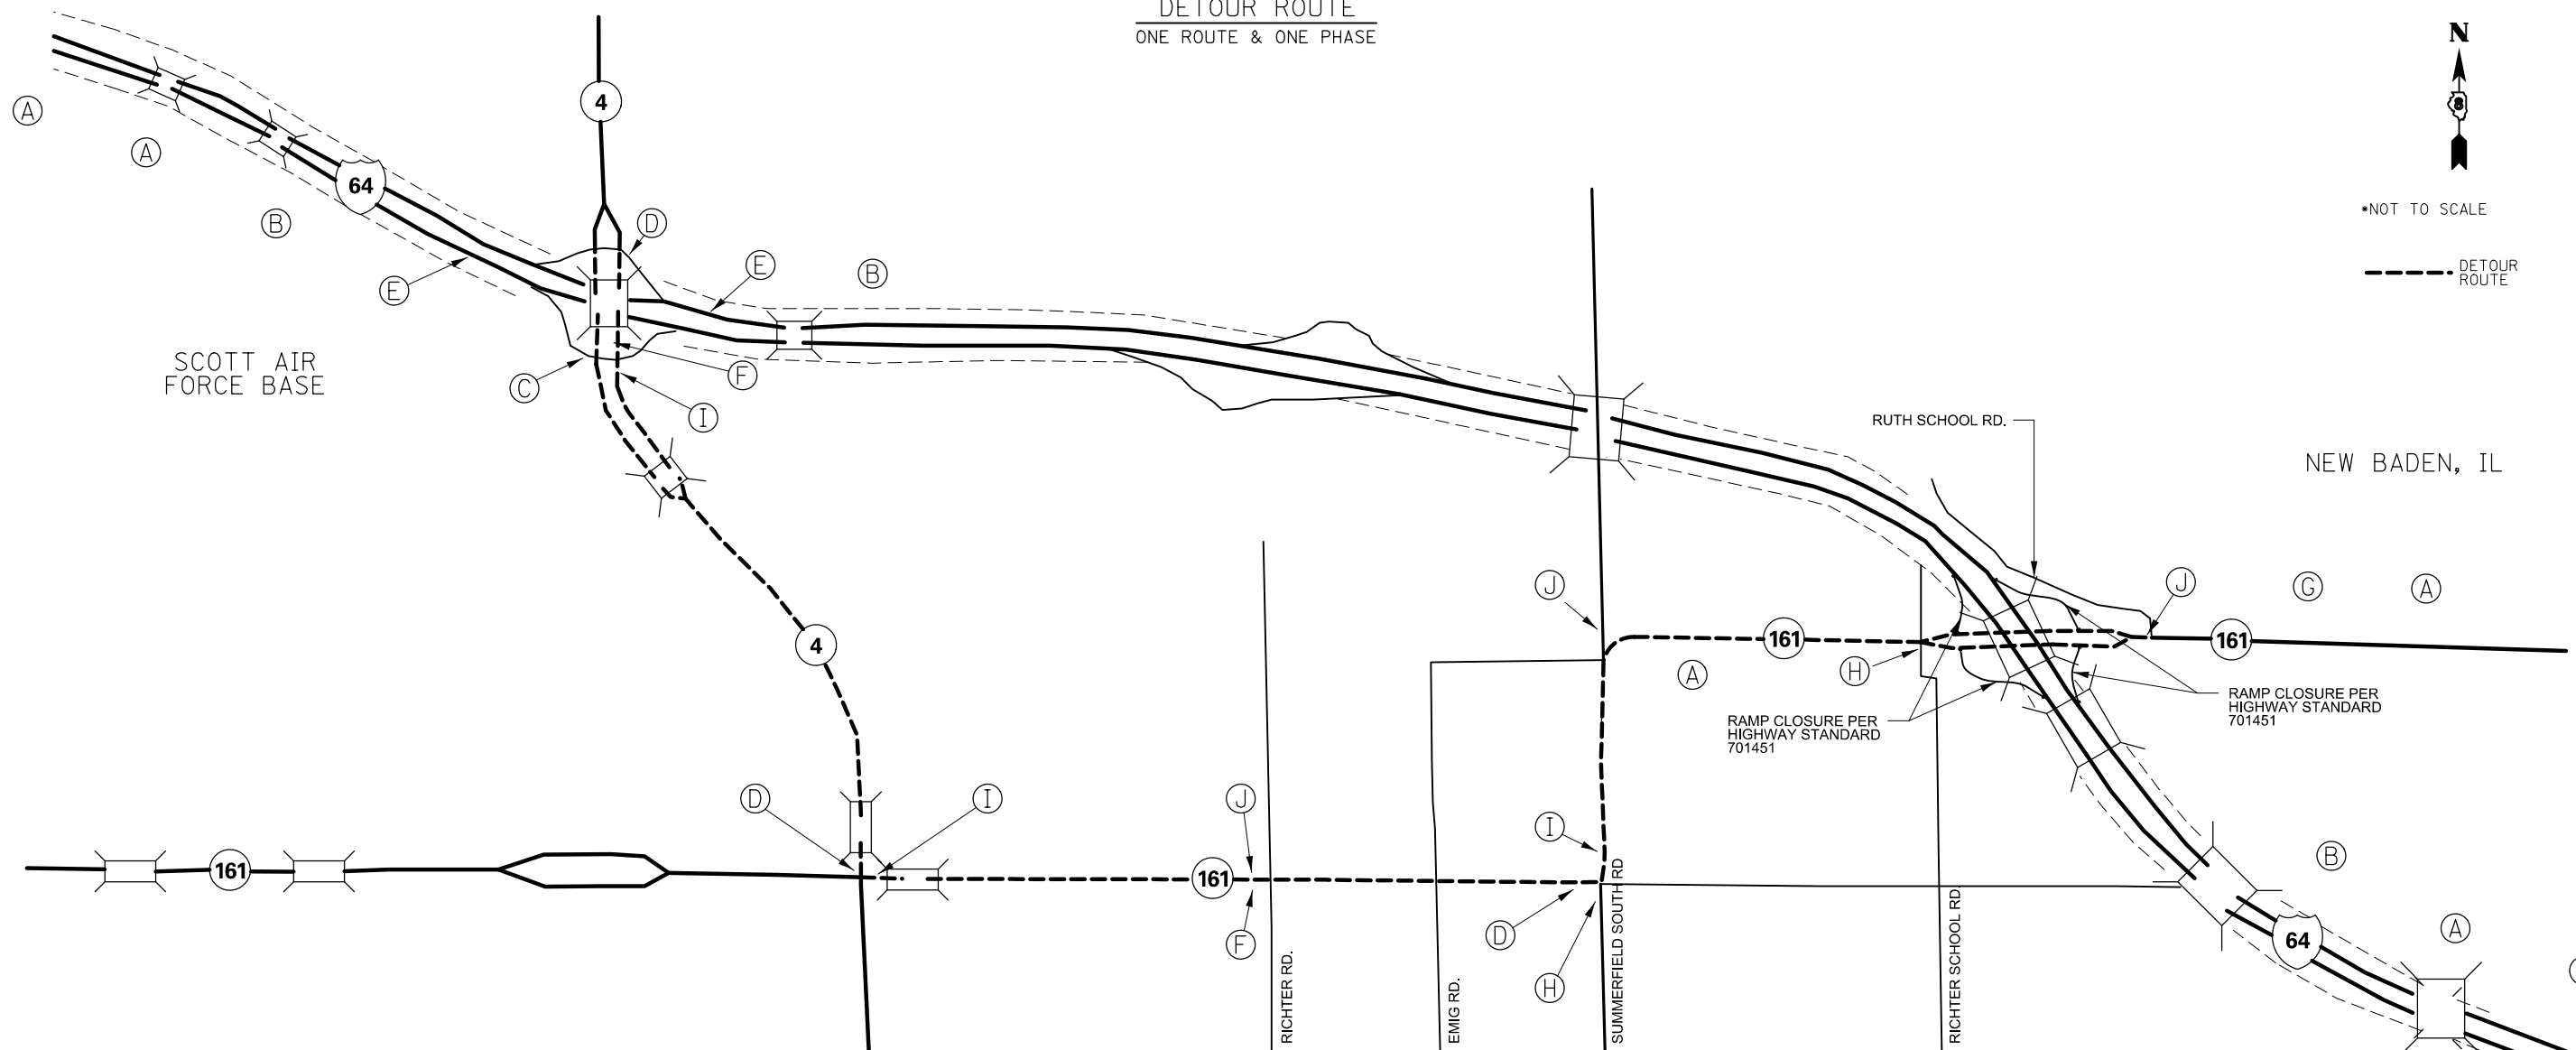 DETOUR ROUTE
ONE ROUTE & ONE PHASE
N
8
*NOT TO SCALE
DETOUR
ROUTE
4
A
A
64
B
D
E
E
B
SCOTT AIR
FORCE BASE
C
F
I
RUTH SCHOOL RD.
NEW BADEN, IL
J
J
G
A
4
161
161
A
H
RAMP CLOSURE PER
HIGHWAY STANDARD
701451
RAMP CLOSURE PER
HIGHWAY STANDARD
701451
D
I
J
I
B
161
161
D
F
H
A
64
RICHTER RD.
EMIG RD.
SUMMERFIELD SOUTH RD
RICHTER SCHOOL RD.